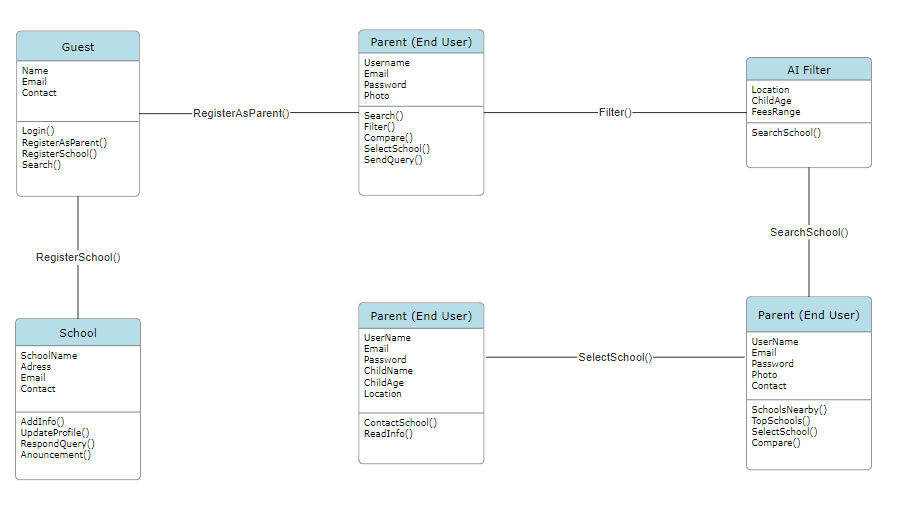 Guest
Name
Email
Contact
Login()
RegisterAsParent()
RegisterSchool()
Search()
RegisterAsParent()
Parent (End User)
Username
Email
Password
Photo
Search()
Filter()
Compare()
SelectSchool()
SendQuery()
Filter()
AI Filter
Location
ChildAge
FeesRange
SearchSchool()
SearchSchool()
RegisterSchool()
School
SchoolName
Adress
Email
Contact
AddInfo()
UpdateProfile()
RespondQuery()
Anouncement()
Parent (End User)
UserName
Email
Password
ChildName
ChildAge
Location
ContactSchool()
ReadInfo()
SelectSchool()
Parent (End User)
UserName
Email
Password
Photo
Contact
SchoolsNearby()
TopSchools()
SelectSchool()
Compare()